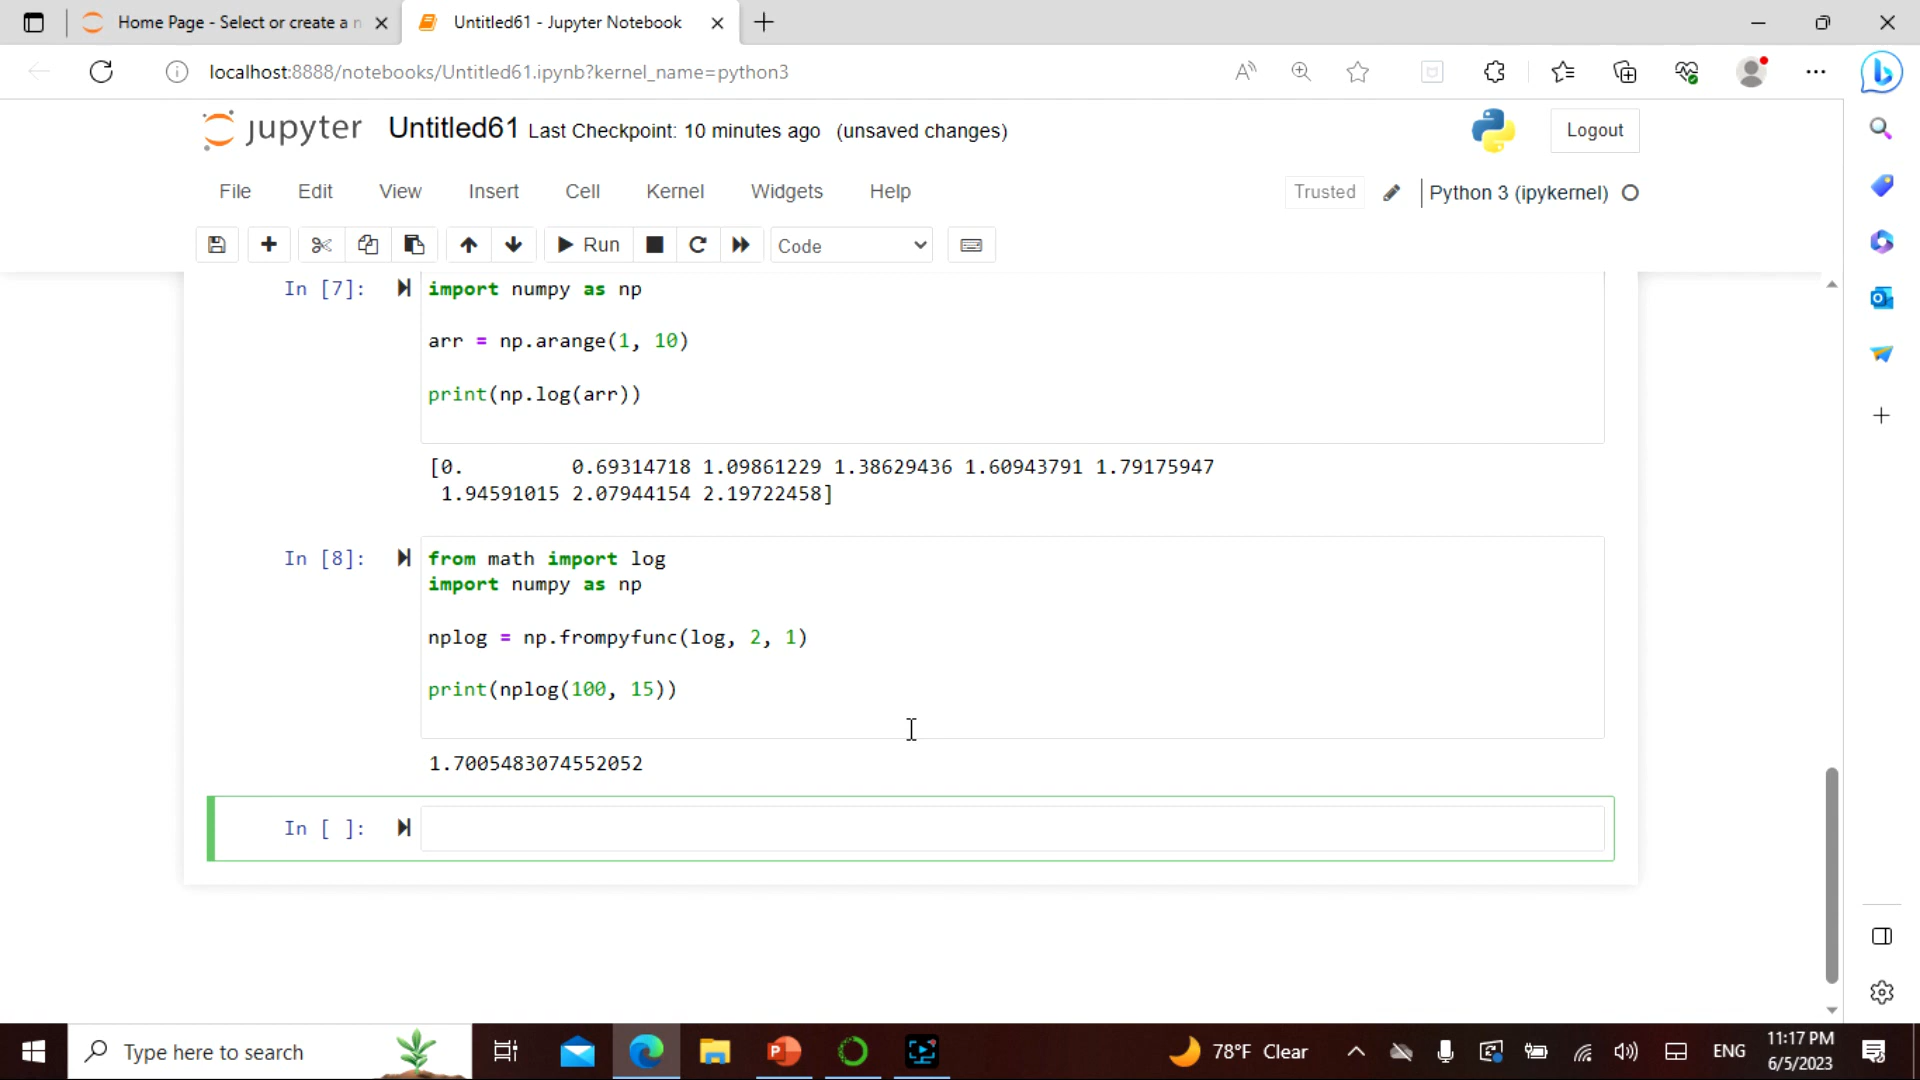 Home Page - Select or create a n
Untitled61 - Jupyter Notebook
localhost:8888/notebooks/Untitled61.ipynb?kernel_name=python3
jupyter Untitled61 Last Checkpoint: 10 minutes ago (unsaved changes)
Logout
File Edit View Insert Cell Kernel Widgets Help
Trusted Python 3 (ipykernel)
Run Code
In [7]: import numpy as np
arr = np.arange(1, 10)
print(np.log(arr))
[0. 0.69314718 1.09861229 1.38629436 1.60943791 1.79175947
1.94591015 2.07944154 2.19722458]
In [8]: from math import log
import numpy as np
nplog = np.frompyfunc(log, 2, 1)
print(nplog(100, 15))
1.7005483074552052
In [ ]:
Type here to search
78°F Clear
ENG
11:17 PM
6/5/2023